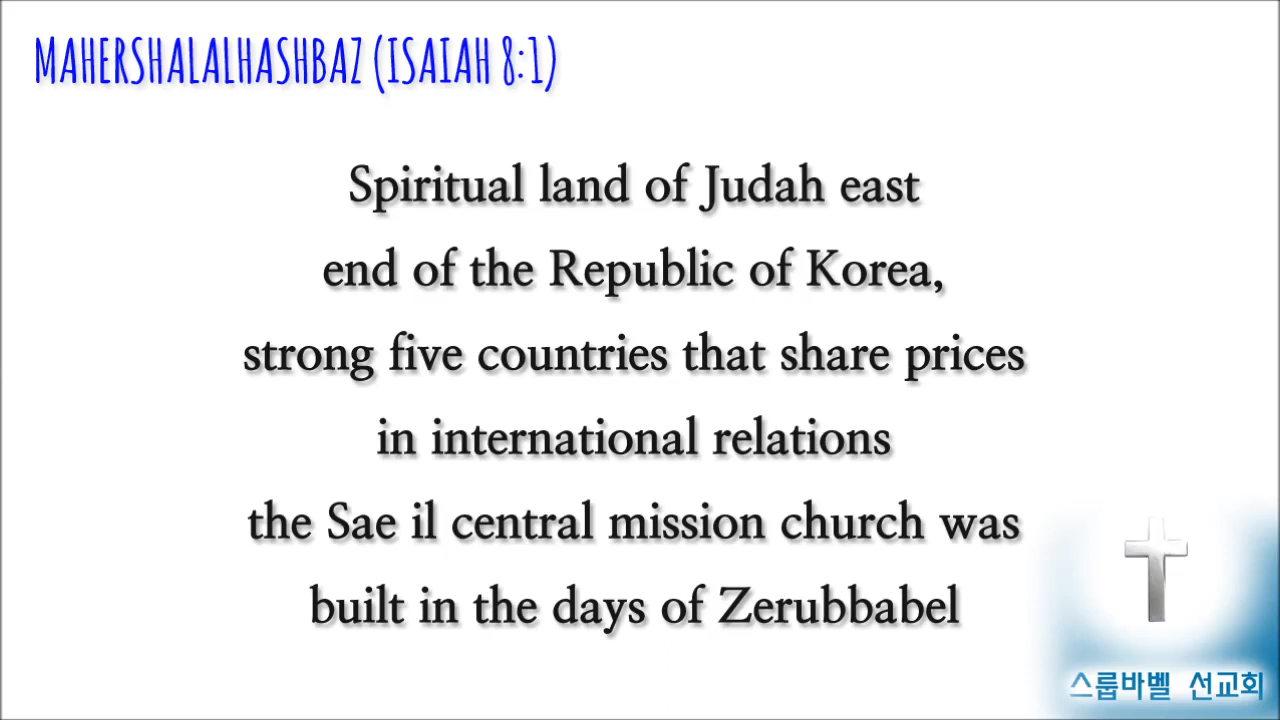 MAHERSHALALHASHBAZ (ISAIAH 8:1)
Spiritual land of Judah east
end of the Republic of Korea,
strong five countries that share prices
in international relations
the Sae il central mission church was
built in the days of Zerubbabel
스룹바벨 선교회